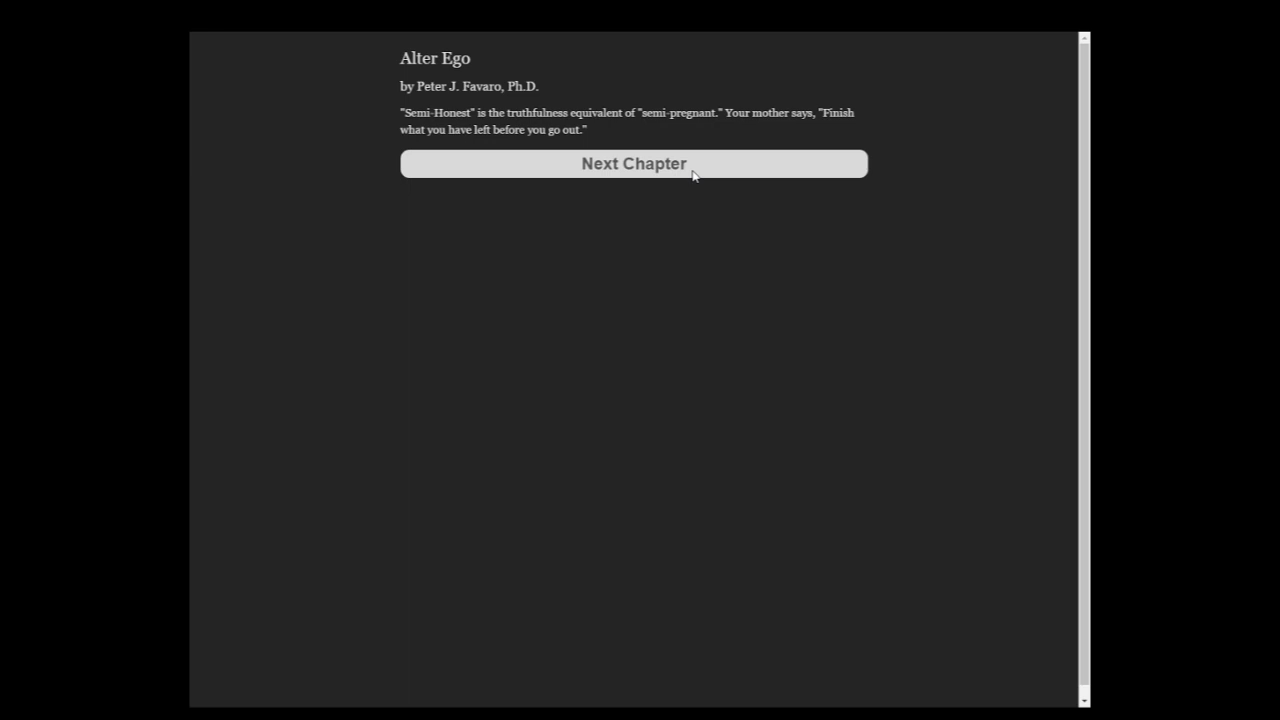 Alter Ego
by Peter J. Favaro, Ph.D.
"Semi-Honest" is the truthfulness equivalent of "semi-pregnant." Your mother says, "Finish
what you have left before you go out."
Next Chapter